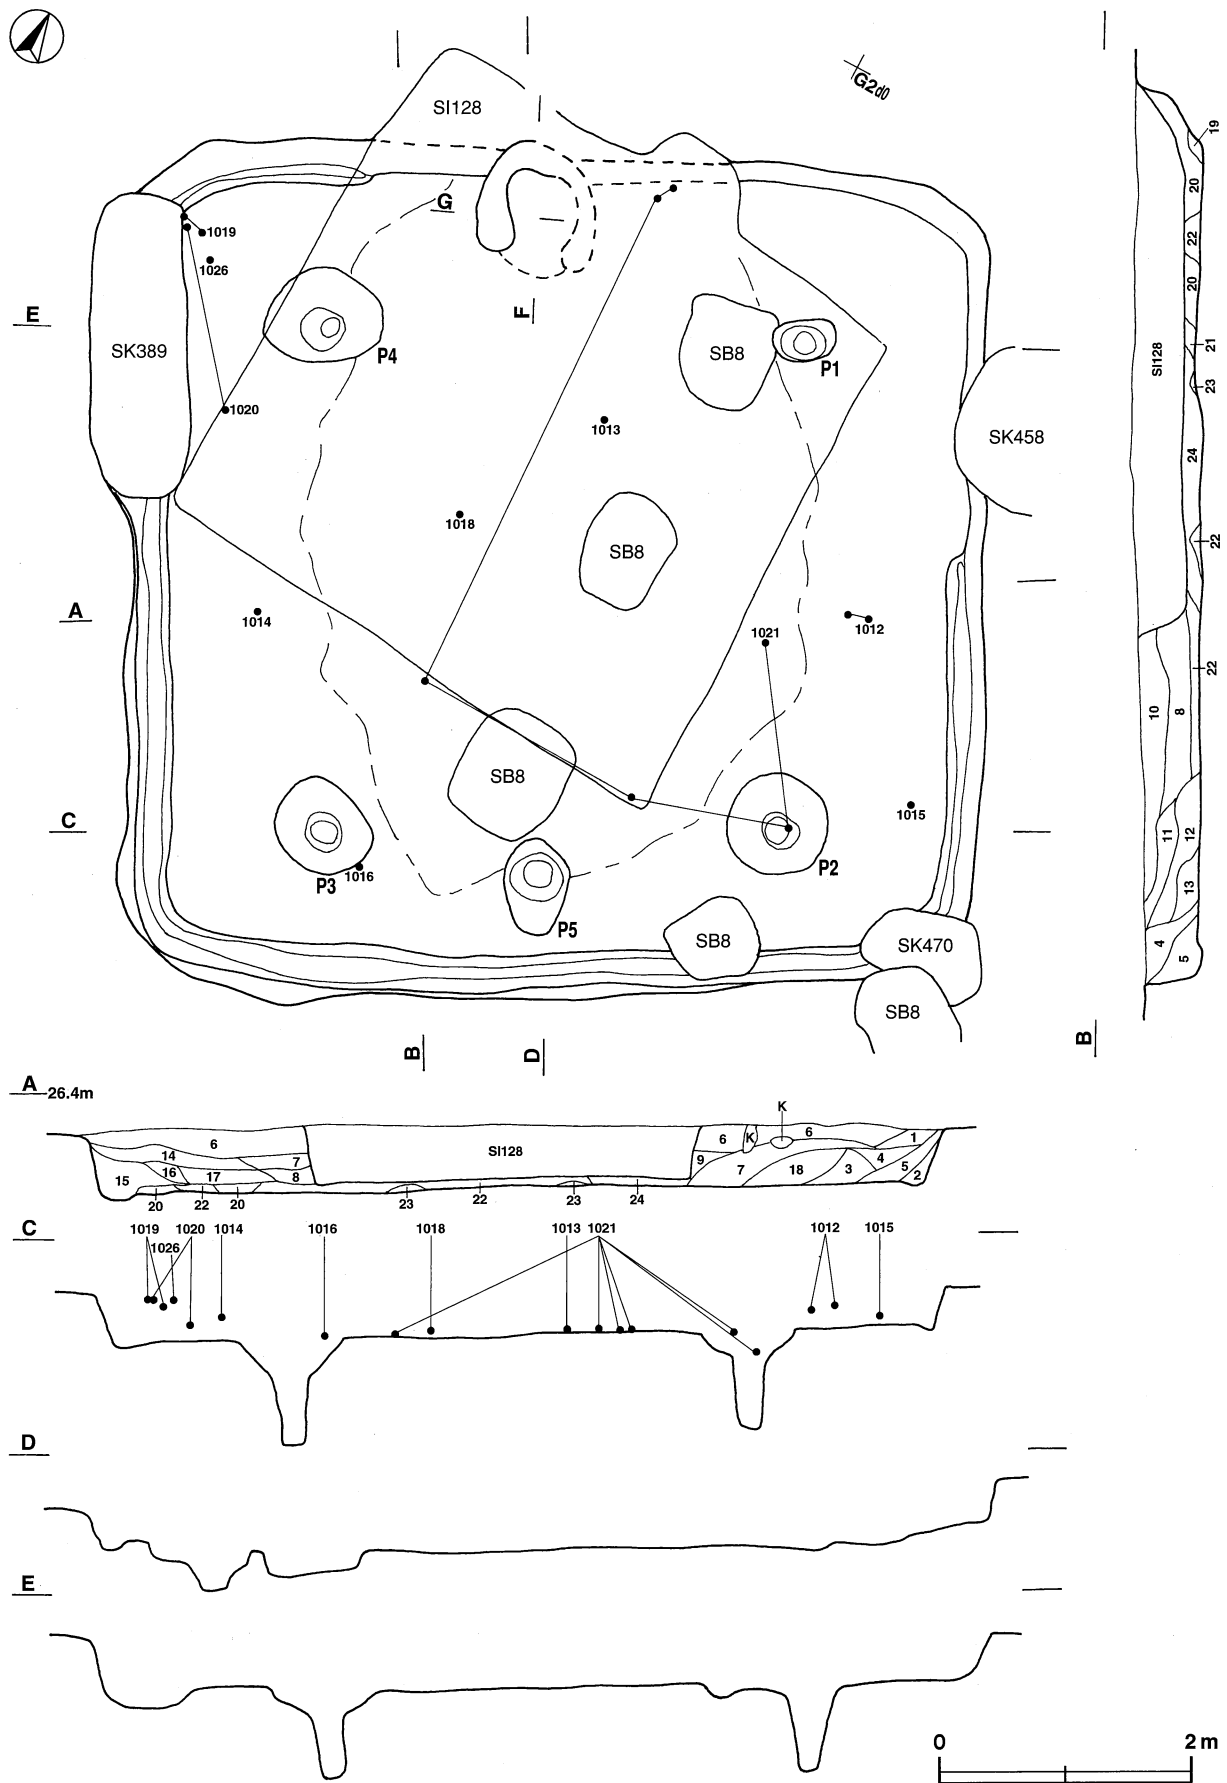 SI128
G2d0
19
G
1019
1026
20
22
E
F
20
SK389
P4
SB8
P1
21
SI128
23
1020
1013
SK458
24
1018
SB8
22
A
1014
1012
1021
22
10
8
SB8
C
1015
11
12
P3
1016
P2
13
P5
SB8
SK470
4
5
SB8
B
D
B
A 26.4m
K
6
SI128
6
K
6
1
14
7
9
4
15
16
17
8
7
18
3
5
2
20
22
20
23
22
23
24
C
1019
1020
1014
1016
1018
1013
1021
1012
1015
1026
D
E
0
2 m